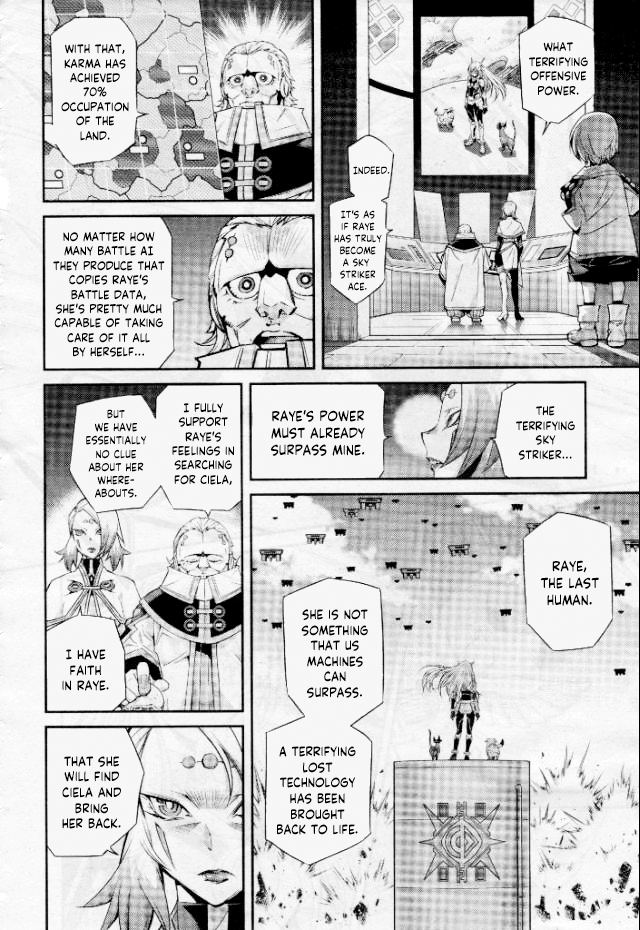 WHAT
TERRIFYING
OFFENSIVE
POWER.
INDEED.
IT'S AS
IF RAYE
HAS TRULY
BECOME A
SKY
STRIKER
ACE.
WITH THAT,
KARMA HAS
ACHIEVED
70%
OCCUPATION
OF THE
LAND.
NO MATTER HOW
MANY BATTLE AI
THEY PRODUCE THAT
COPIES RAYE'S
BATTLE DATA,
SHE'S PRETTY MUCH
CAPABLE OF TAKING
CARE OF IT ALL
BY HERSELF...
THE
TERRIFYING
SKY
STRIKER...
RAYE'S POWER
MUST ALREADY
SURPASS MINE.
RAYE,
THE LAST
HUMAN.
SHE IS NOT
SOMETHING
THAT US
MACHINES
CAN
SURPASS.
A TERRIFYING
LOST
TECHNOLOGY
HAS BEEN
BROUGHT
BACK TO LIFE.
I FULLY
SUPPORT
RAYE'S
FEELINGS IN
SEARCHING
FOR CIELA,
BUT
WE HAVE
ESSENTIALLY
NO CLUE
ABOUT HER
WHERE-
ABOUTS.
I HAVE
FAITH
IN RAYE.
THAT SHE
WILL FIND
CIELA AND
BRING
HER BACK.